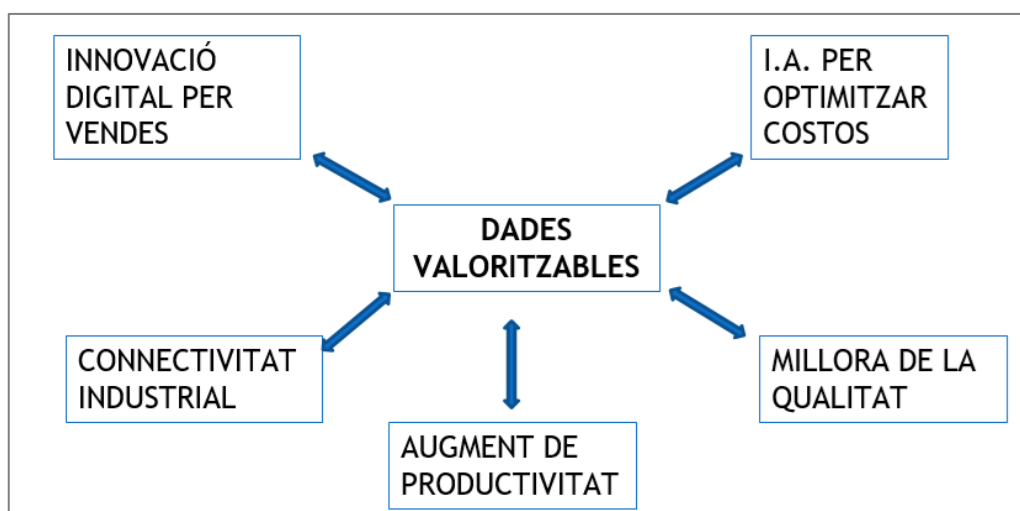 INNOVACIÓ
DIGITAL PER
VENDES
I.A. PER
OPTIMITZAR
COSTOS
DADES
VALORITZABLES
CONNECTIVITAT
INDUSTRIAL
MILLORA DE LA
QUALITAT
AUGMENT DE
PRODUCTIVITAT